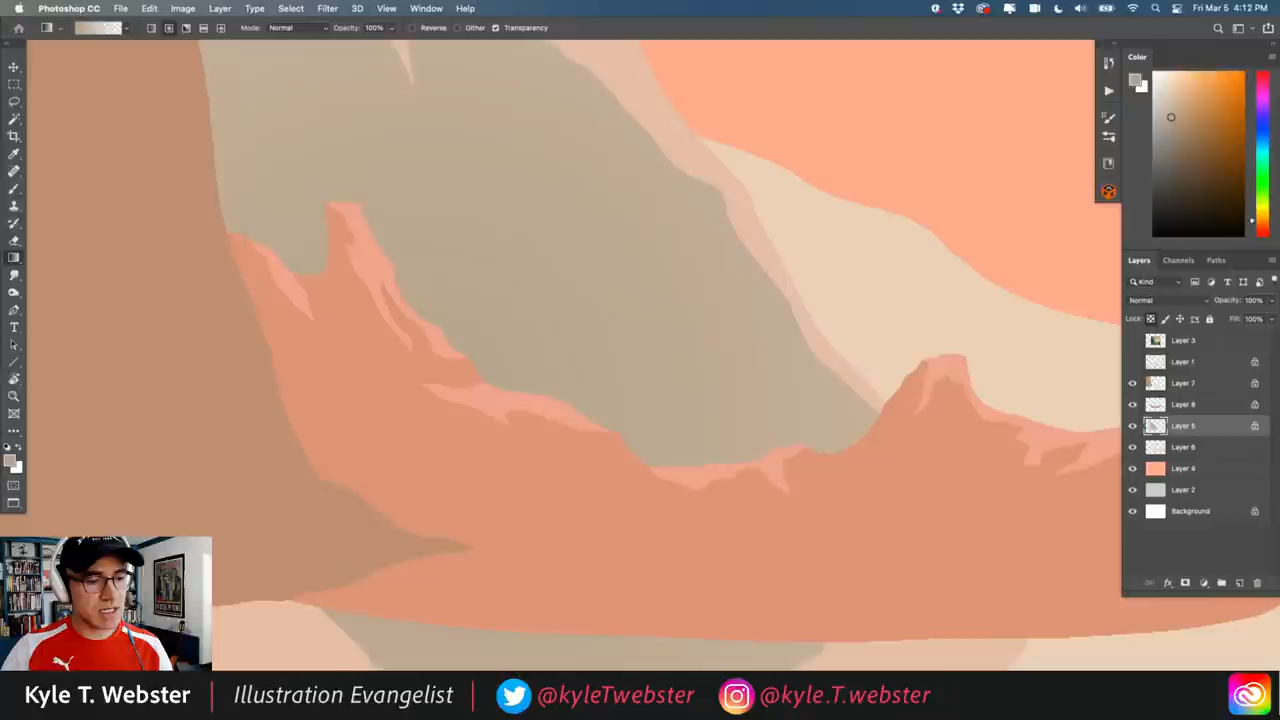 Photoshop CC File Edit Image Layer Type Select Filter 3D View Window Help Fri Mar 5 4:12 PM
Mode: Normal Opacity: 100% Reverse Dither Transparency
Color
Layers Channels Paths
Kind
Normal Opacity: 100%
Lock: Fill: 100%
Layer 3
Layer 1
Layer 7
Layer 8
Layer 5
Layer 6
Layer 4
Layer 2
Background
Kyle T. Webster | Illustration Evangelist | @kyleTwebster @kyle.T.webster